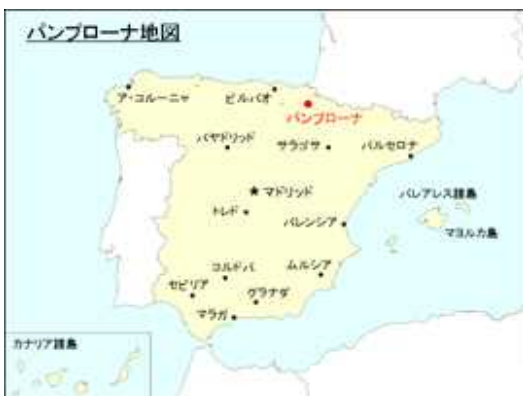 パンプローナ地図
ア・コルーニャ
ビルバオ
パンプローナ
バヤドリッド
サラゴサ
バルセロナ
マドリッド
バレアレス諸島
トレド
バレンシア
マヨルカ島
コルドバ
ムルシア
セビリア
グラナダ
マラガ
カナリア諸島